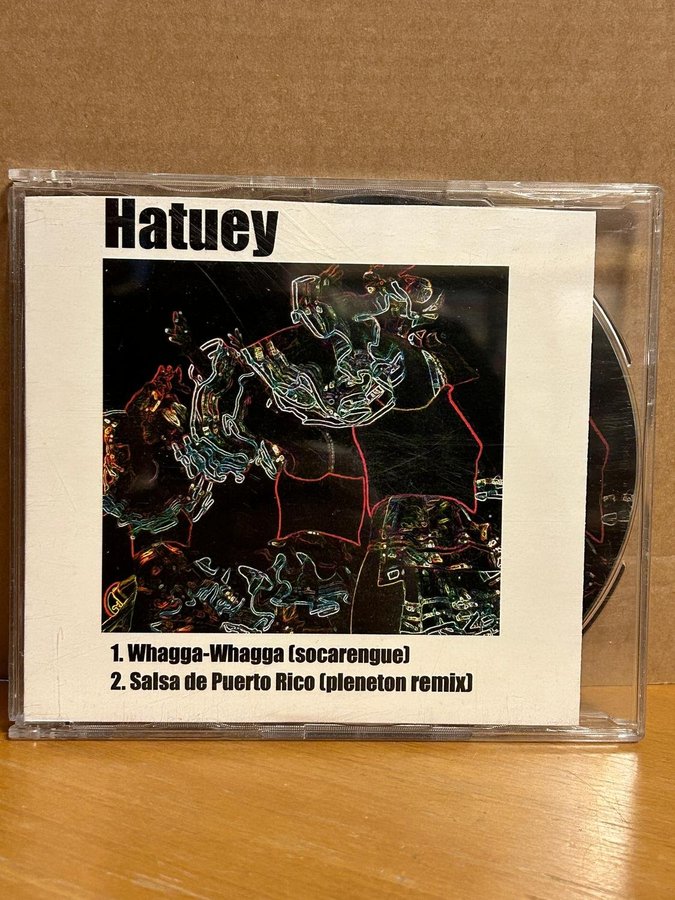 Hatuey
1. Whagga-Whagga (socarengue)
2. Salsa de Puerto Rico (pleneton remix)